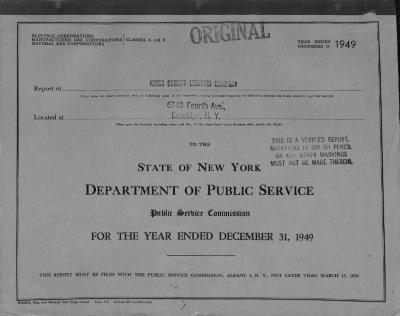 ELECTRIC CORPORATIONS
MANUFACTURED GAS CORPORATIONS } CLASSES A and B
NATURAL GAS CORPORATIONS
ORIGINAL
YEAR ENDED
DECEMBER 31, 1949
Report of KINGS COUNTY LIGHTING COMPANY
Located at 6740 Fourth Ave.,
Brooklyn, N. Y.
TO THE
THIS IS A VERIFIED REPORT.
NOTATIONS IN INK OR PENCIL
OR ANY OTHER MARKINGS
MUST NOT BE MADE THEREIN.
STATE OF NEW YORK
DEPARTMENT OF PUBLIC SERVICE
Public Service Commission
FOR THE YEAR ENDED DECEMBER 31, 1949
THIS REPORT MUST BE FILED WITH THE PUBLIC SERVICE COMMISSION, ALBANY 1, N. Y., NOT LATER THAN MARCH 31, 1950